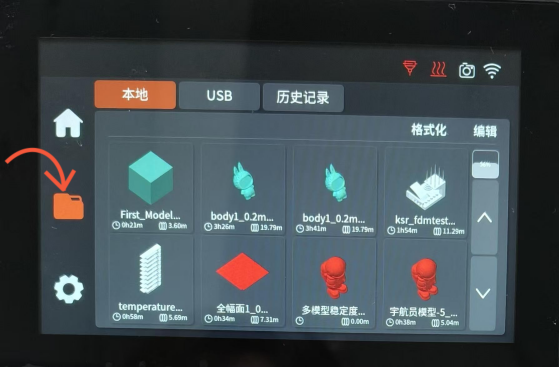 本地
USB
历史记录
格式化
编辑
First_Model...
0h21m
3.60m
body1_0.2m...
3h26m
19.79m
body1_0.2m...
3h41m
19.79m
ksr_fdmtest...
1h54m
11.29m
temperature...
0h58m
5.69m
全幅面1_0...
0h34m
7.31m
多模型稳定度...
0.00m
宇航员模型-5_...
0h38m
5.04m